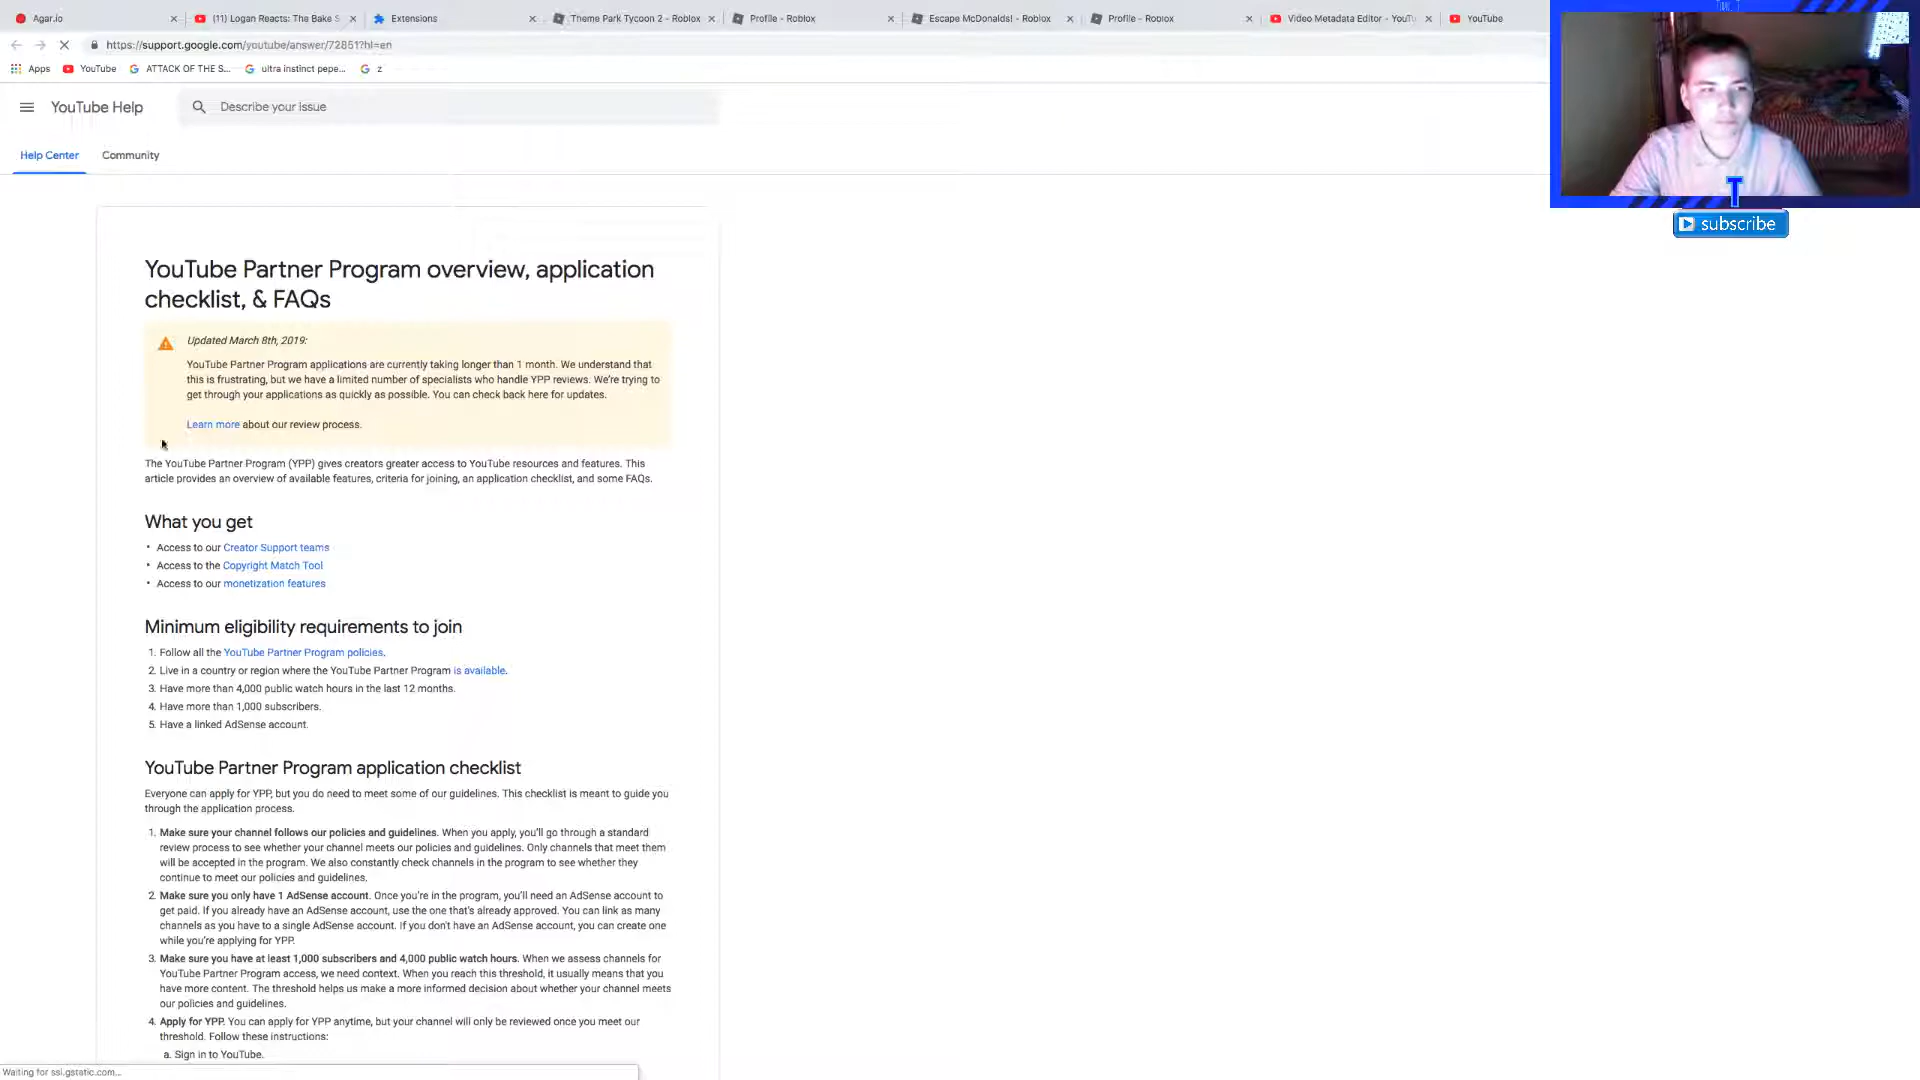 Agar.io
(11) Logan Reacts: The Bake S
Extensions
Theme Park Tycoon 2 - Roblox
Profile - Roblox
Escape McDonalds! - Roblox
Profile - Roblox
Video Metadata Editor - YouTu
YouTube
https://support.google.com/youtube/answer/72851?hl=en
Apps
YouTube
ATTACK OF THE S...
ultra instinct pepe...
z
YouTube Help
Describe your issue
Help Center
Community
T
subscribe
YouTube Partner Program overview, application
checklist, & FAQs
Updated March 8th, 2019:
YouTube Partner Program applications are currently taking longer than 1 month. We understand that
this is frustrating, but we have a limited number of specialists who handle YPP reviews. We're trying to
get through your applications as quickly as possible. You can check back here for updates.
Learn more about our review process.
The YouTube Partner Program (YPP) gives creators greater access to YouTube resources and features. This
article provides an overview of available features, criteria for joining, an application checklist, and some FAQs.
What you get
• Access to our Creator Support teams
• Access to the Copyright Match Tool
• Access to our monetization features
Minimum eligibility requirements to join
1. Follow all the YouTube Partner Program policies.
2. Live in a country or region where the YouTube Partner Program is available.
3. Have more than 4,000 public watch hours in the last 12 months.
4. Have more than 1,000 subscribers.
5. Have a linked AdSense account.
YouTube Partner Program application checklist
Everyone can apply for YPP, but you do need to meet some of our guidelines. This checklist is meant to guide you
through the application process.
1. Make sure your channel follows our policies and guidelines. When you apply, you'll go through a standard
review process to see whether your channel meets our policies and guidelines. Only channels that meet them
will be accepted in the program. We also constantly check channels in the program to see whether they
continue to meet our policies and guidelines.
2. Make sure you only have 1 AdSense account. Once you're in the program, you'll need an AdSense account to
get paid. If you already have an AdSense account, use the one that's already approved. You can link as many
channels as you have to a single AdSense account. If you don't have an AdSense account, you can create one
while you're applying for YPP.
3. Make sure you have at least 1,000 subscribers and 4,000 public watch hours. When we assess channels for
YouTube Partner Program access, we need context. When you reach this threshold, it usually means that you
have more content. The threshold helps us make a more informed decision about whether your channel meets
our policies and guidelines.
4. Apply for YPP. You can apply for YPP anytime, but your channel will only be reviewed once you meet our
threshold. Follow these instructions:
a. Sign in to YouTube.
Waiting for ssl.gstatic.com...